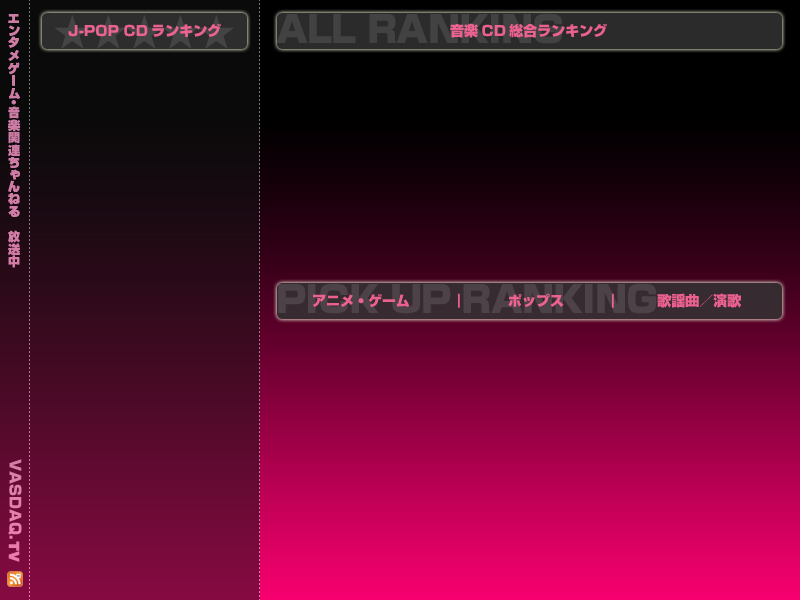 エンタメゲーム・音楽関連ちゃんねる 放送中
VASDAQ.TV
J-POP CD ランキング
ALL RANKING
音楽 CD 総合ランキング
PICK UP RANKING
アニメ・ゲーム | ポップス | 歌謡曲／演歌